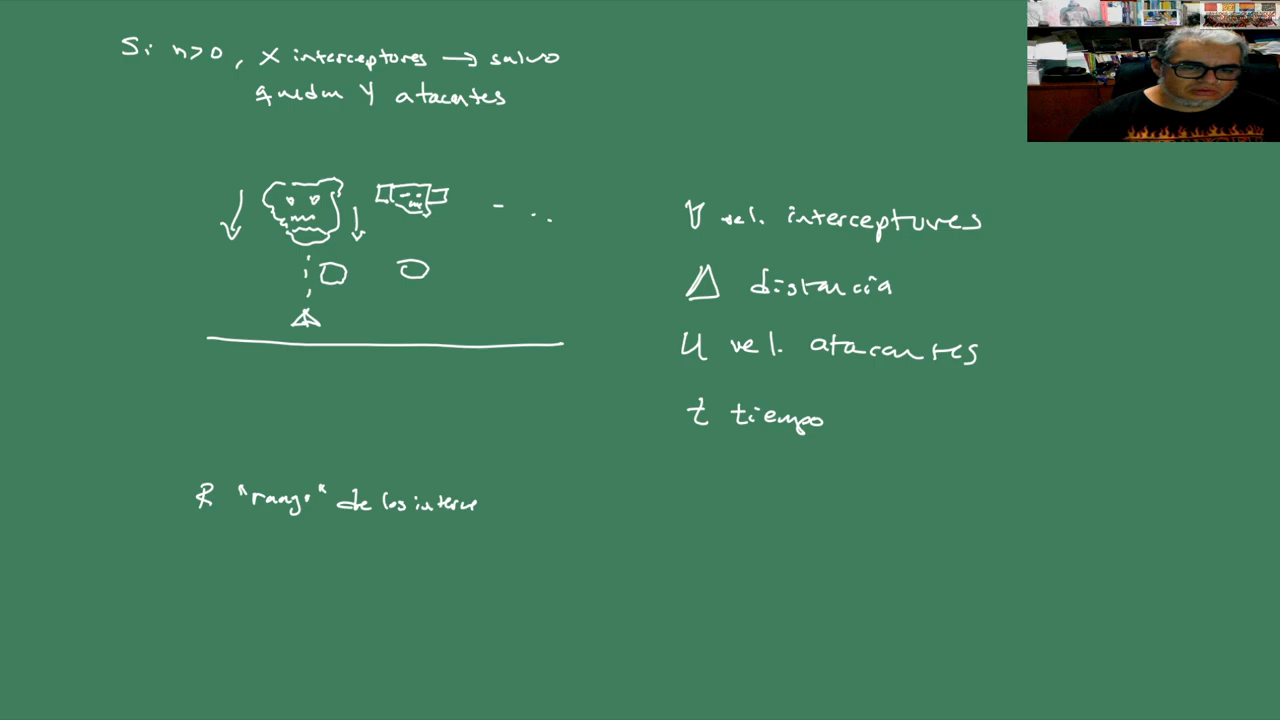 Si n>0, X interceptores → salvo
quedan Y atacantes
V vel. interceptores
Δ distancia
U vel. atacantes
t tiempo
R "rango" de los interce